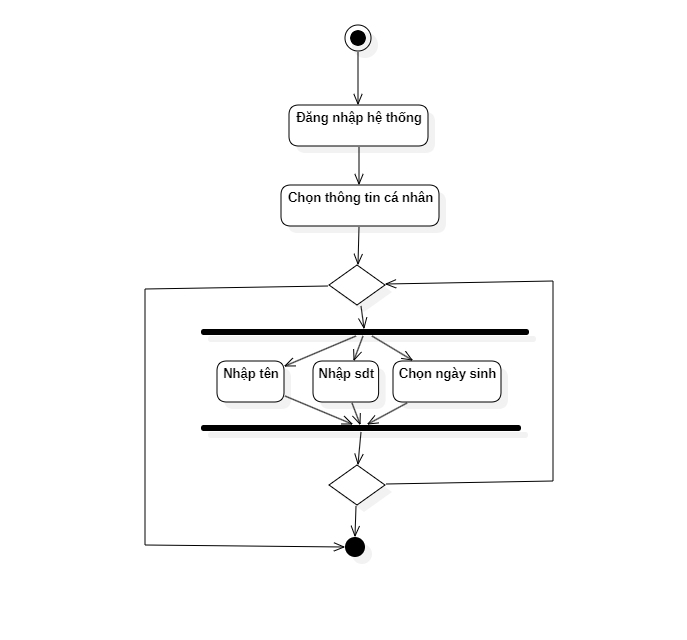 Đăng nhập hệ thống
Chọn thông tin cá nhân
Nhập tên
Nhập sdt
Chọn ngày sinh